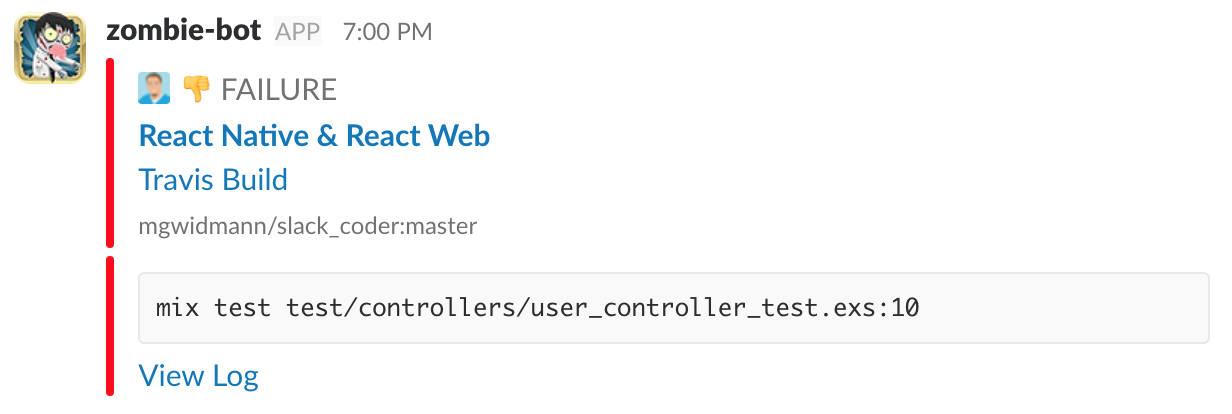 zombie-bot APP 7:00 PM
FAILURE
React Native & React Web
Travis Build
mgwidmann/slack_coder:master
mix test test/controllers/user_controller_test.exs:10
View Log